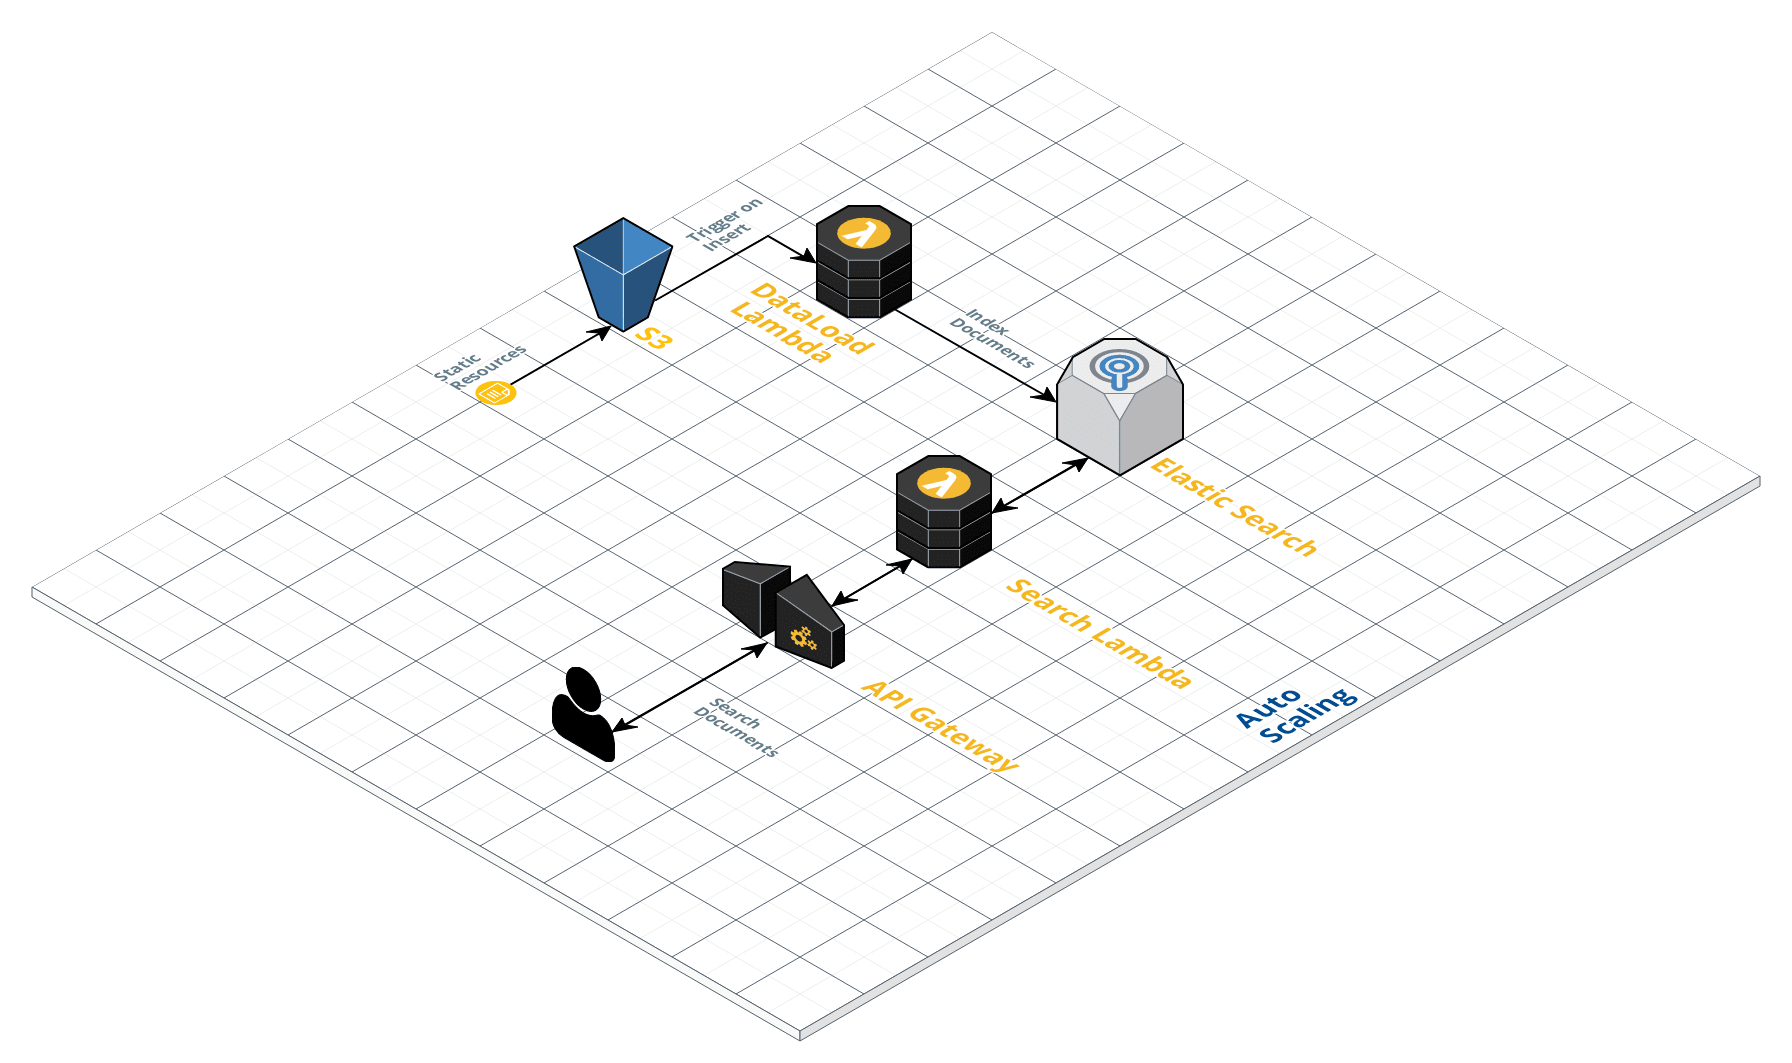 Trigger on
Insert
DataLoad
Lambda
S3
Static
Resources
Index
Documents
Elastic Search
Search Lambda
API Gateway
Search
Documents
Auto
Scaling